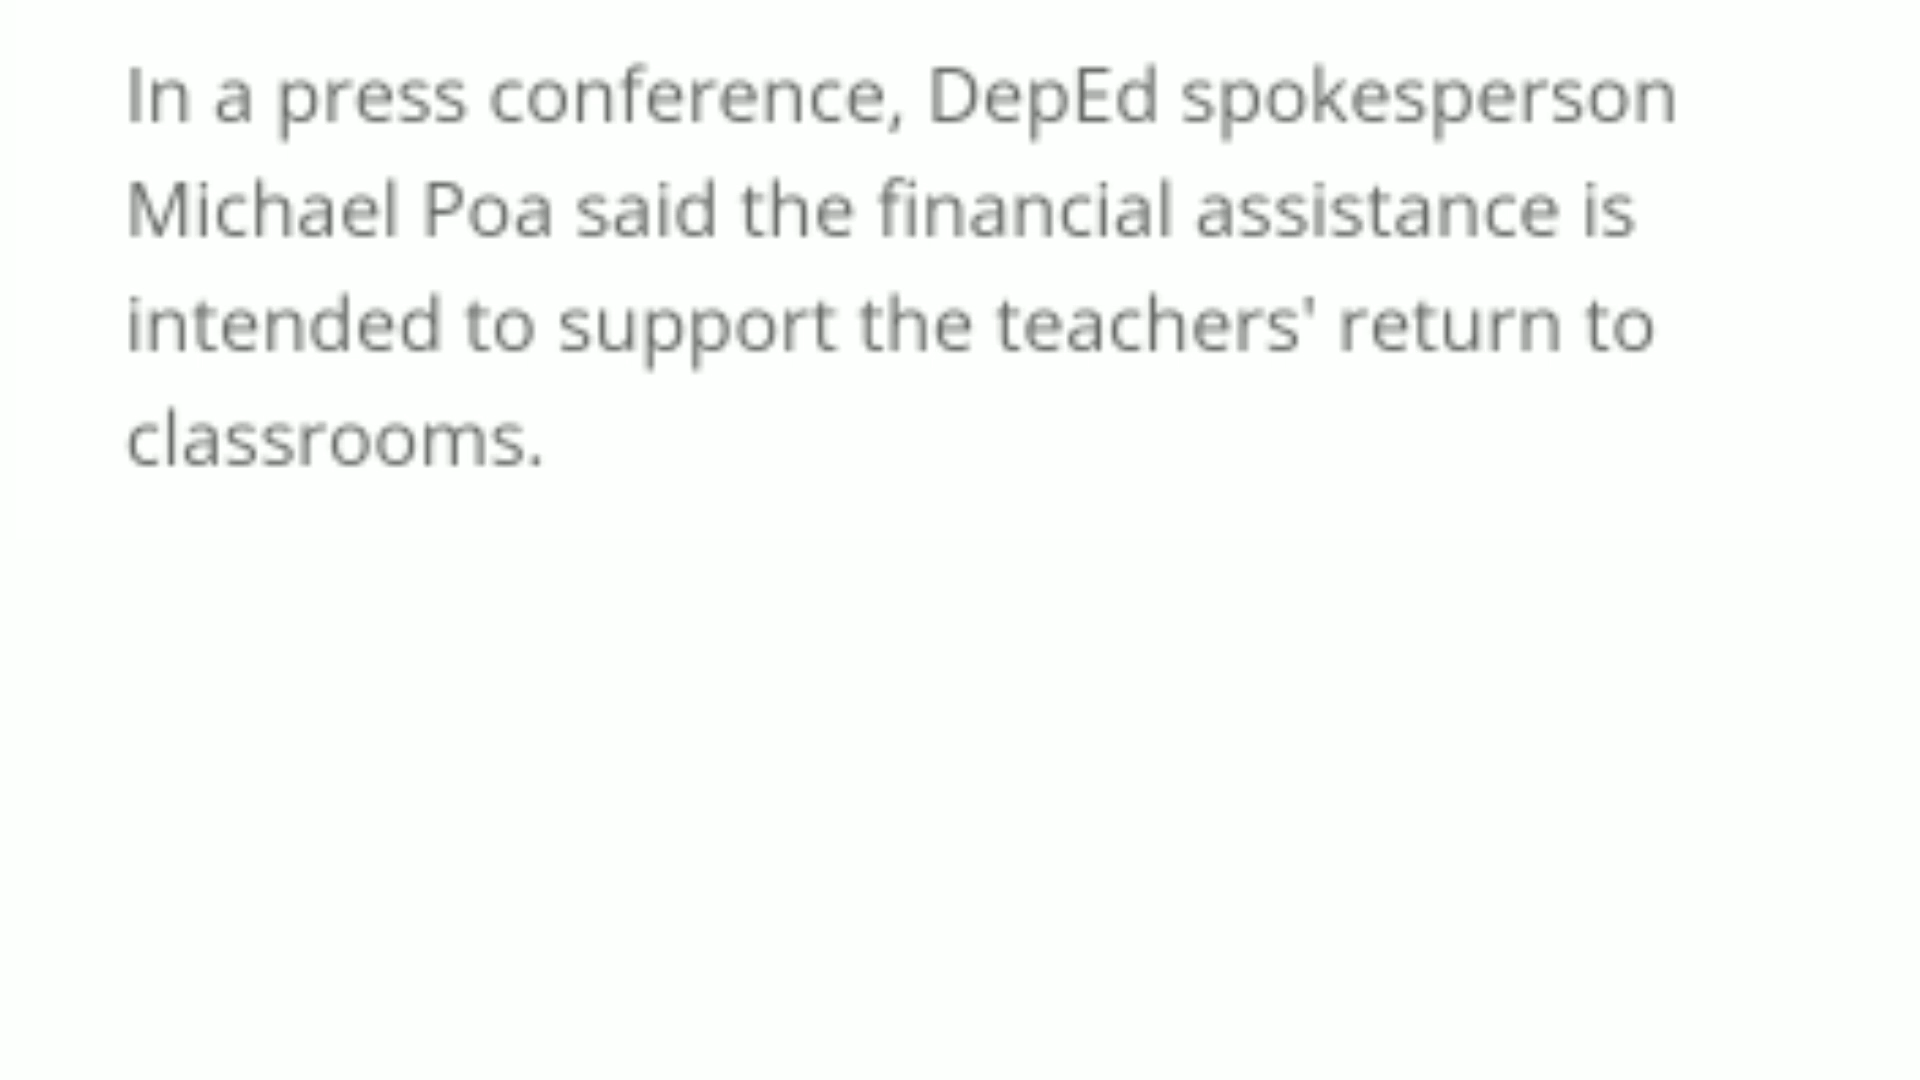 In a press conference, DepEd spokesperson
Michael Poa said the financial assistance is
intended to support the teachers' return to
classrooms.